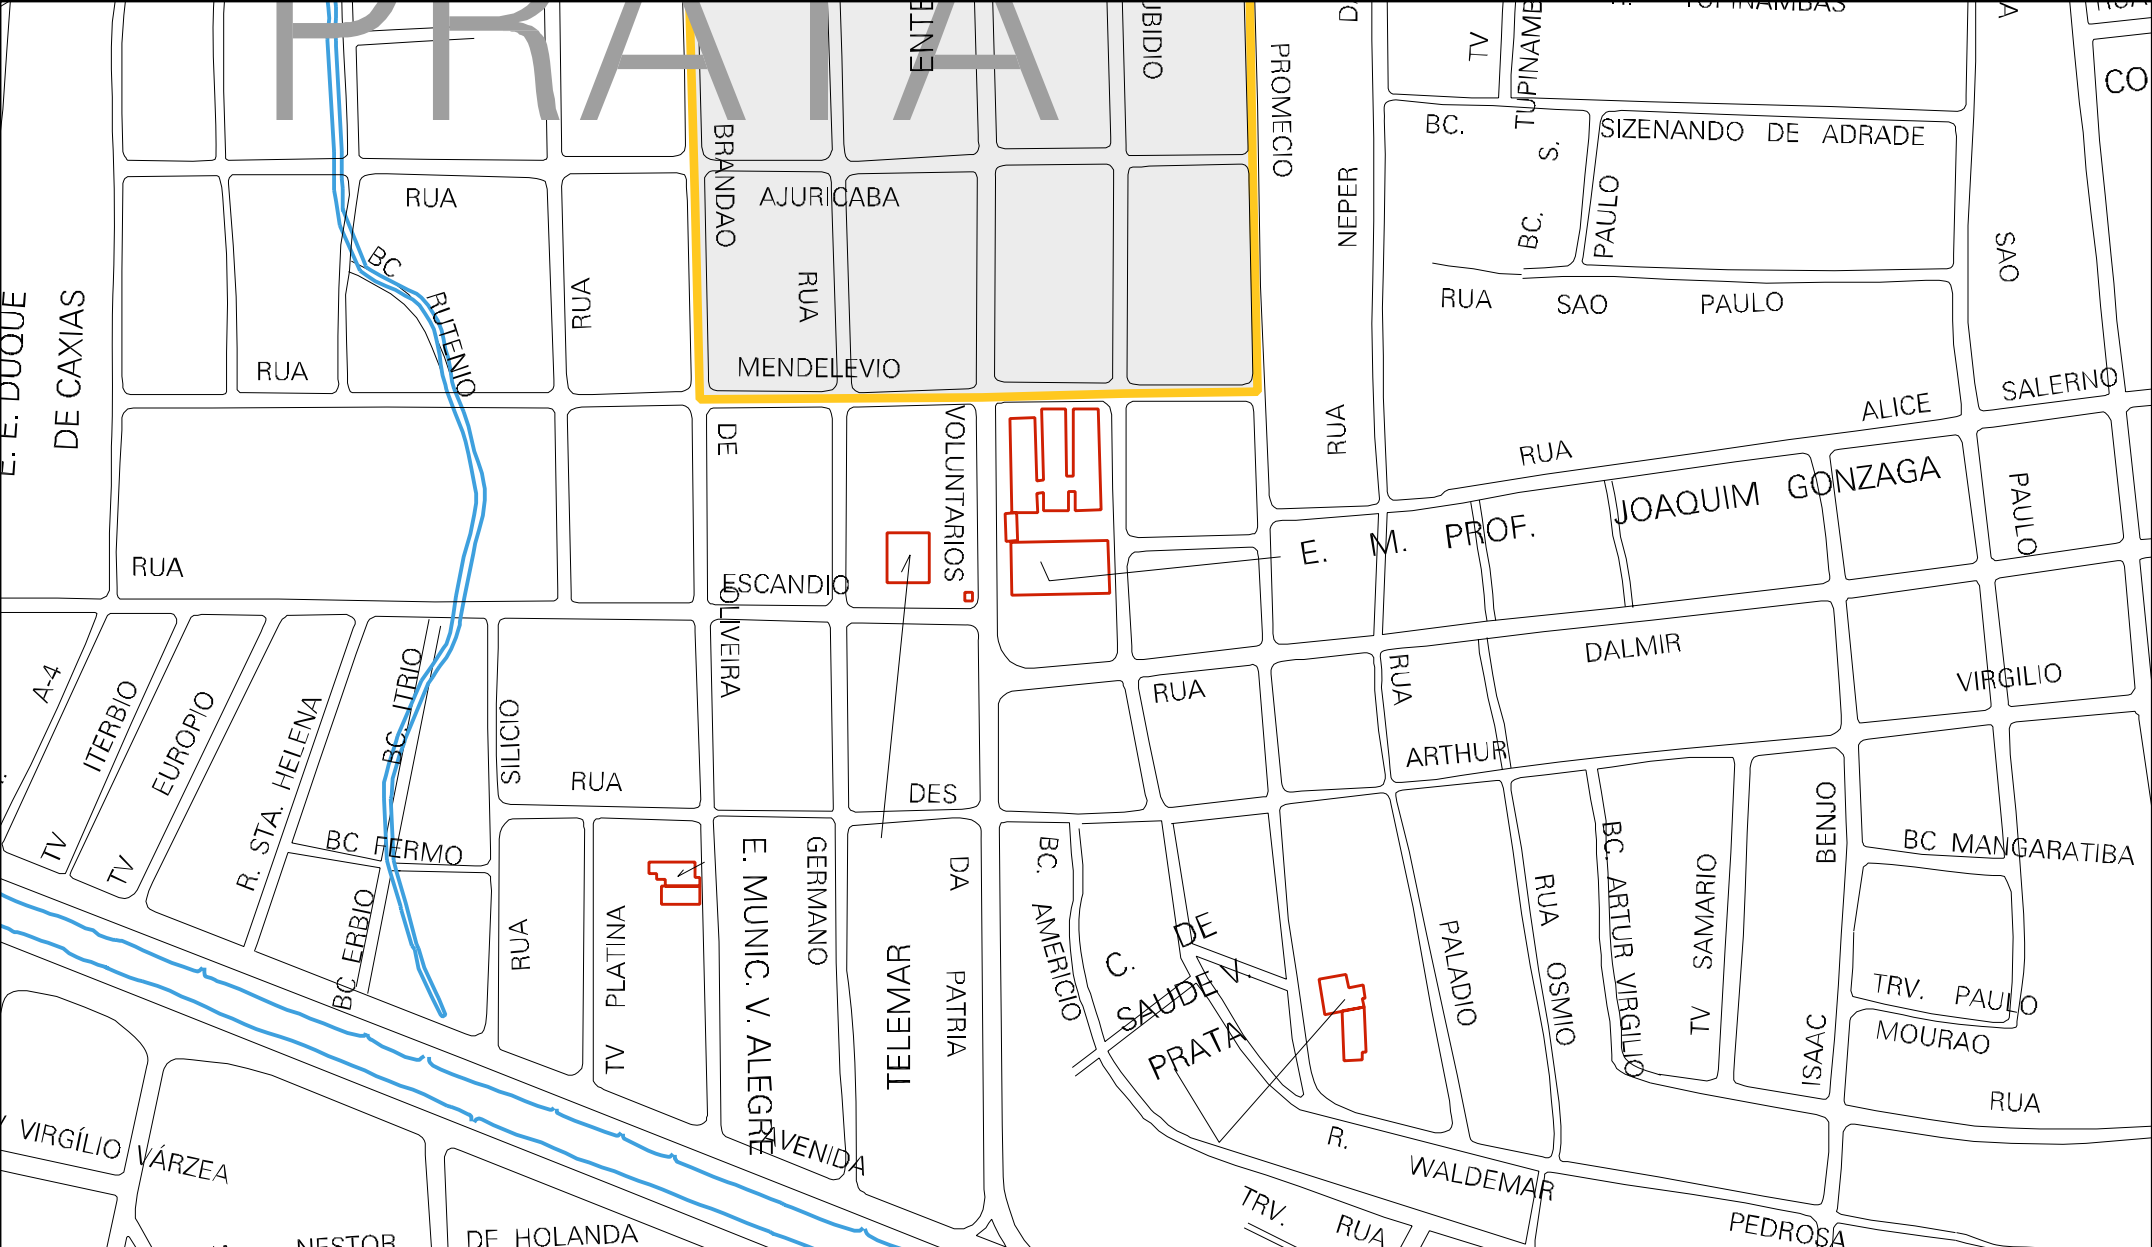 PRATA
TUPINAMBAS
TV
TUPINAMB
CO
UBIDIO
PROMECIO
BC.
SIZENANDO DE ADRADE
BRANDAO
RUA
AJURICABA
NEPER
BC. S.
PAULO
SAO
BC
RUTENIO
RUA
RUA
RUA SAO PAULO
E. E. DUQUE
DE CAXIAS
RUA
MENDELEVIO
RUA ALICE SALERNO
DE
VOLUNTARIOS
RUA
E. M. PROF. JOAQUIM GONZAGA
PAULO
RUA
ESCANDIO
OLIVEIRA
A-4
ITERBIO
EUROPIO
R. STA. HELENA
BC. ITRIO
SILICIO
RUA
DALMIR
VIRGILIO
RUA
ARTHUR
RUA
DES
TV
TV
BC FERMO
BC ERBIO
RUA
TV PLATINA
E. MUNIC. V. ALEGRE
GERMANO
TELEMAR
DA
PATRIA
BC. AMERICIO
C. DE
SAUDE V.
PRATA
PALADIO
RUA OSMIO
BC. ARTUR VIRGILIO
TV SAMARIO
BENJO
ISAAC
BC MANGARATIBA
TRV. PAULO
MOURAO
RUA
VIRGÍLIO VÁRZEA
AVENIDA
R. WALDEMAR
TRV.
RUA
PEDROSA
NESTOR
DE HOLANDA